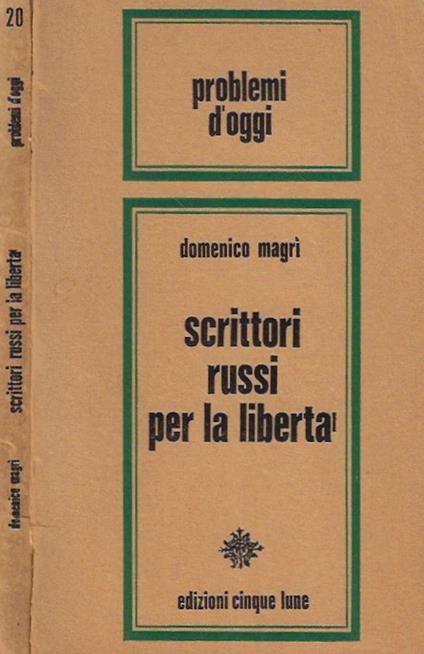 20
problemi d'oggi
scrittori russi per la liberta'
domenico magrì
problemi
d'oggi
domenico magrì
scrittori
russi
per la liberta'
edizioni cinque lune